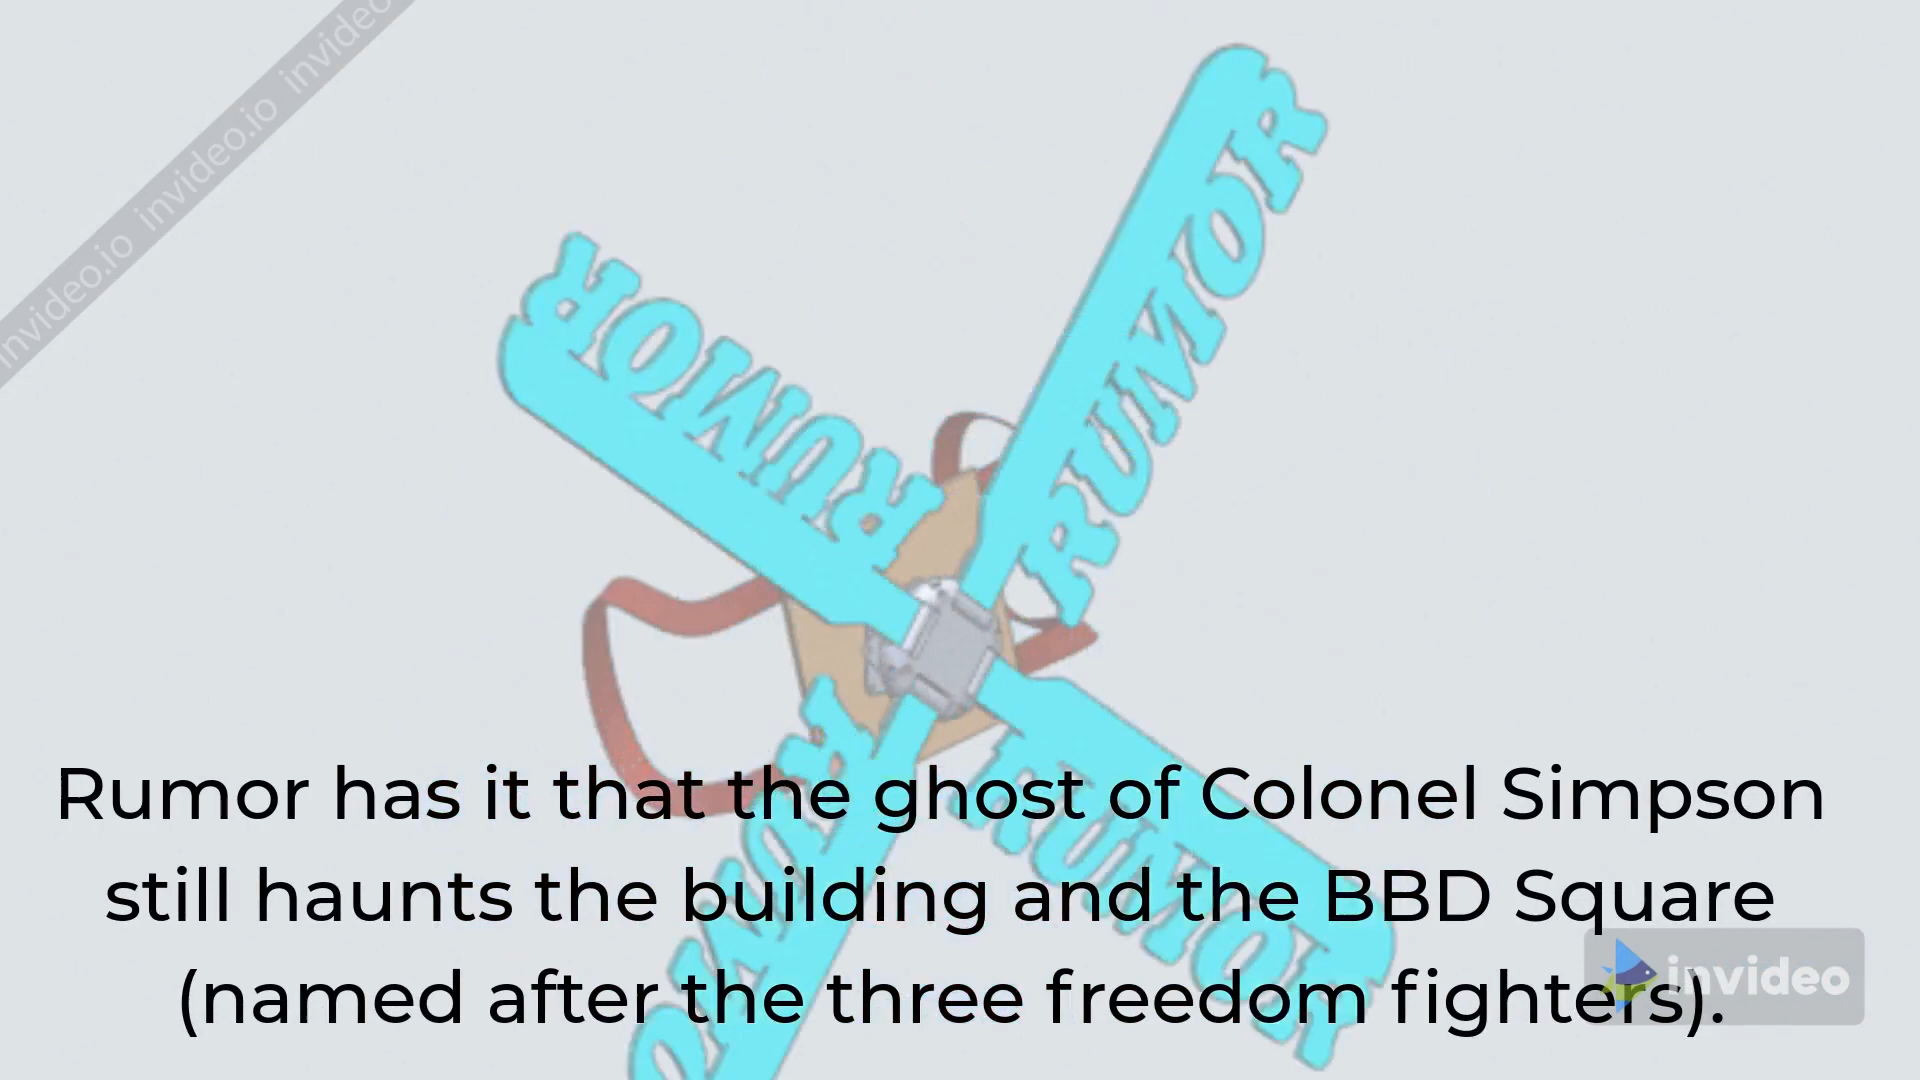 invideo.io invideo.io invideo
RUMOR
RUMOR
RUMOR
RUMOR
Rumor has it that the ghost of Colonel Simpson
still haunts the building and the BBD Square
(named after the three freedom fighters).
invideo